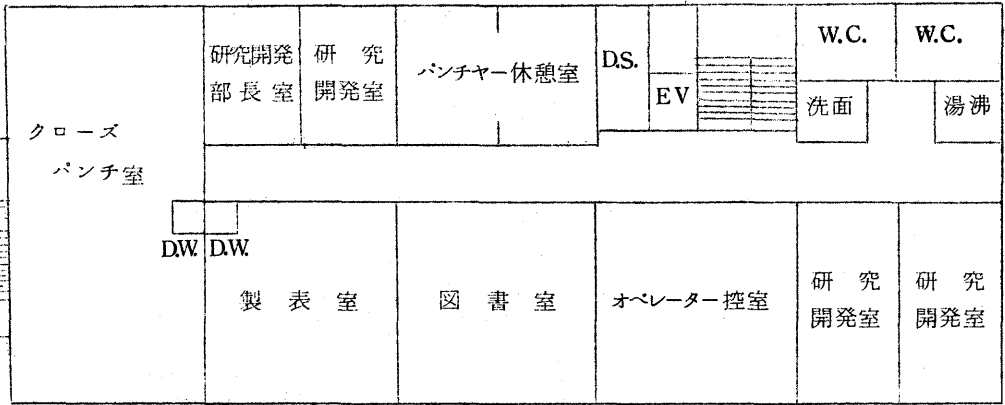 クローズ
パンチ室
研究開発
部長室
研究
開発室
パンチャー休憩室
D.S.
EV
W.C.
W.C.
洗面
湯沸
D.W.
D.W.
製表室
図書室
オペレーター控室
研究
開発室
研究
開発室